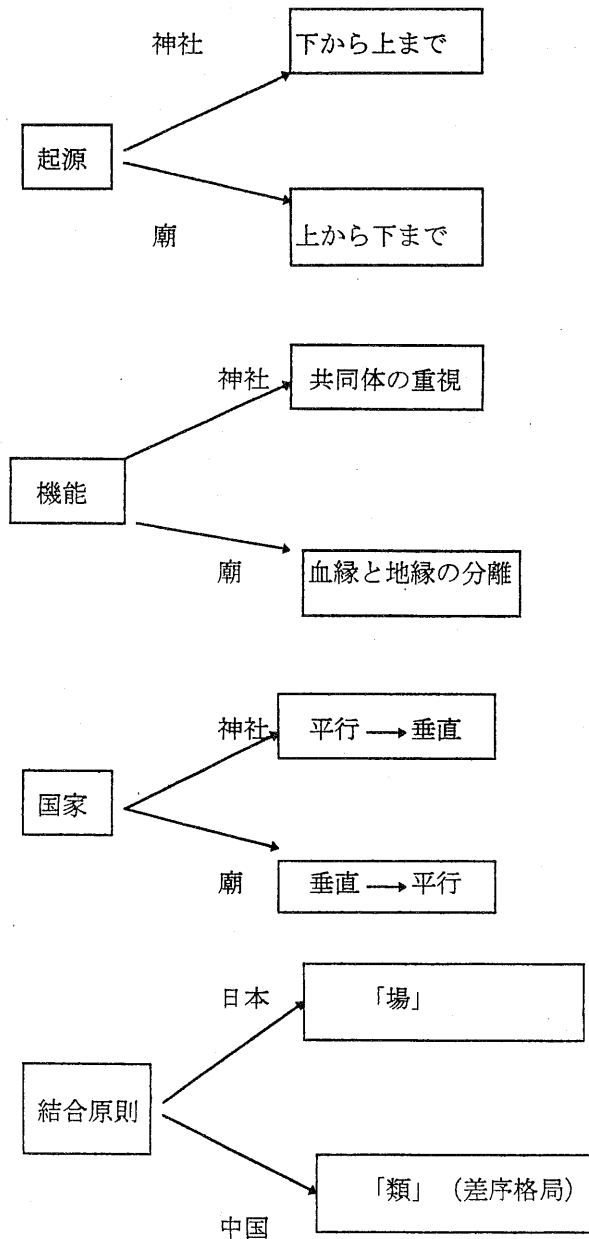 神社
下から上まで
起源
廟
上から下まで
神社
共同体の重視
機能
廟
血縁と地縁の分離
神社
平行→垂直
国家
廟
垂直→平行
日本
「場」
結合原則
「類」（差序格局）
中国